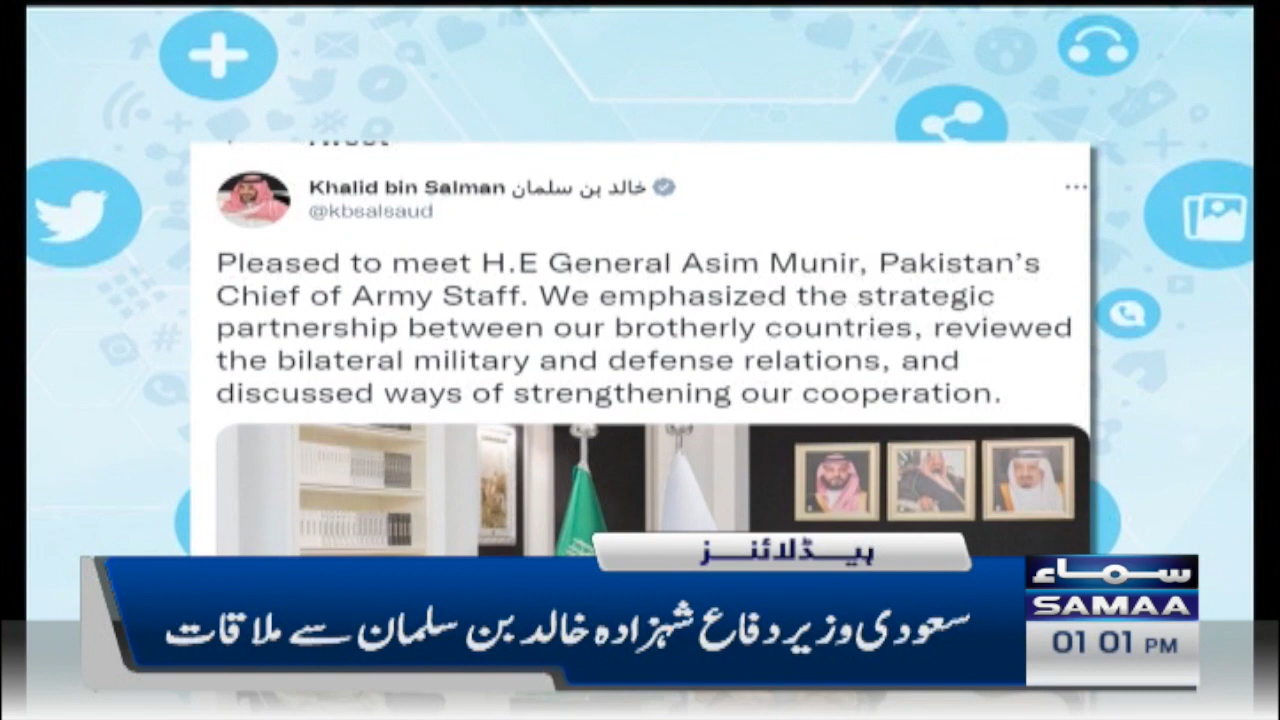 Khalid bin Salman خالد بن سلمان
@kbsalsaud
Pleased to meet H.E General Asim Munir, Pakistan's
Chief of Army Staff. We emphasized the strategic
partnership between our brotherly countries, reviewed
the bilateral military and defense relations, and
discussed ways of strengthening our cooperation.
ہیڈلائنز
سعودی وزیر دفاع شہزادہ خالد بن سلمان سے ملاقات
سماء
SAMAA
01 01 PM